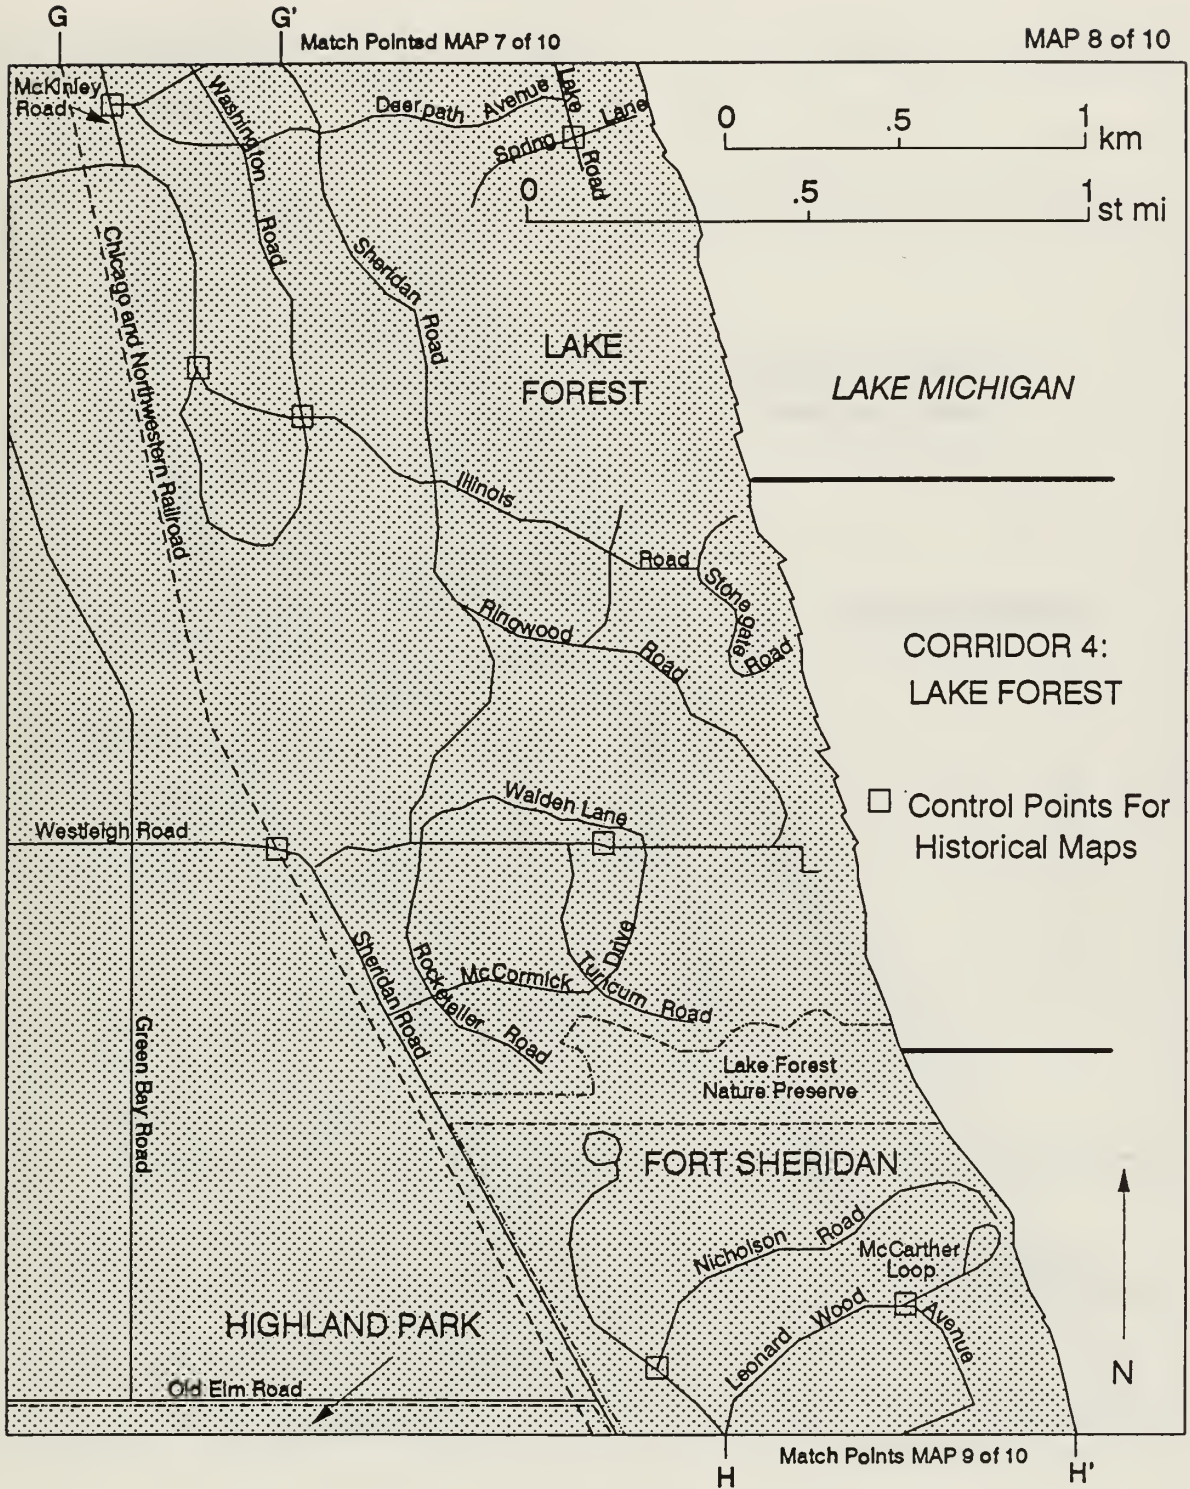 G
G'
Match Pointsd MAP 7 of 10
MAP 8 of 10
McKinley
Road
Washington
Road
Deerpath Avenue
Lake
Road
Spring Lane
0 .5 1
km
0 .5 1
st mi
Chicago and Northwestern Railroad
Sheridan
Road
LAKE
FOREST
LAKE MICHIGAN
Illinois
Road
Stonegate
Road
Ringwood
Road
CORRIDOR 4:
LAKE FOREST
Control Points For
Historical Maps
Walden Lane
Westleigh Road
Sheridan Road
Rockefeller Road
McCormick
Drive
Turicum Road
Green Bay Road
Lake Forest
Nature Preserve
FORT SHERIDAN
Nicholson Road
McCarther
Loop
Leonard Wood
Avenue
HIGHLAND PARK
Old Elm Road
N
Match Points MAP 9 of 10
H
H'